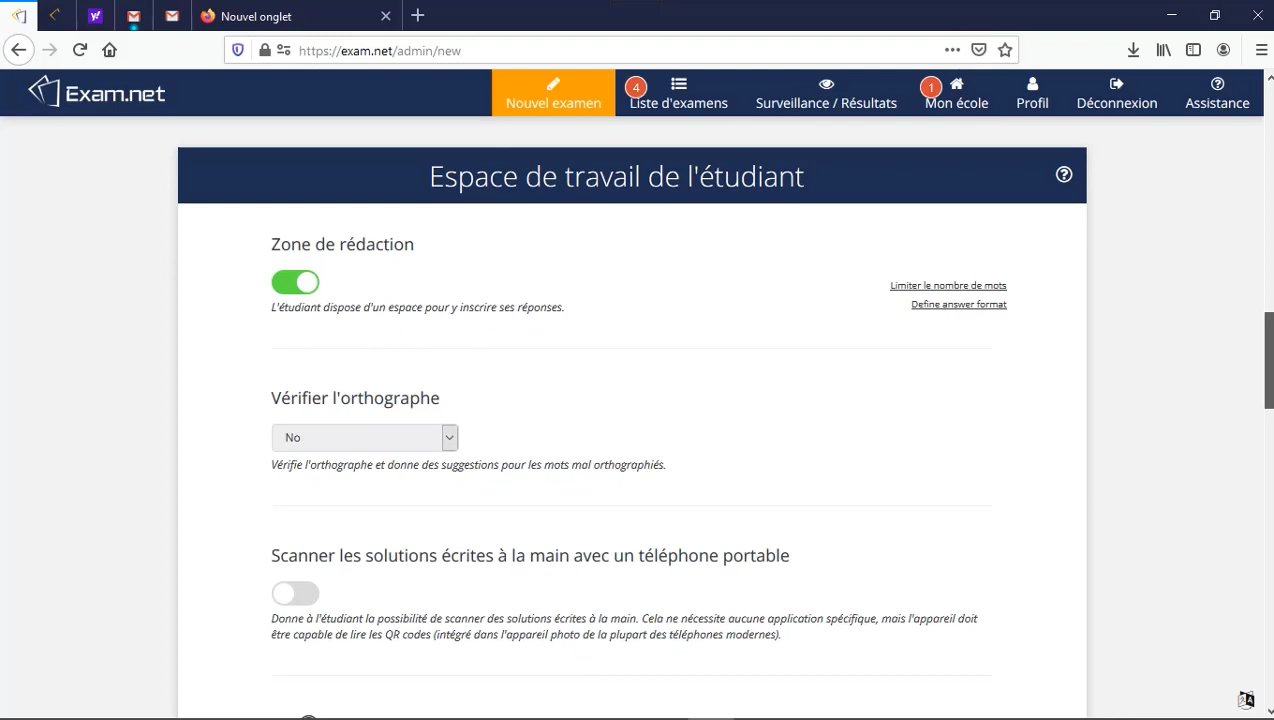 Nouvel onglet
https://exam.net/admin/new
Exam.net
Nouvel examen
4
Liste d'examens
Surveillance / Résultats
1
Mon école
Profil
Déconnexion
Assistance
Espace de travail de l'étudiant
Zone de rédaction
L'étudiant dispose d'un espace pour y inscrire ses réponses.
Limiter le nombre de mots
Define answer format
Vérifier l'orthographe
No
Vérifie l'orthographe et donne des suggestions pour les mots mal orthographiés.
Scanner les solutions écrites à la main avec un téléphone portable
Donne à l'étudiant la possibilité de scanner des solutions écrites à la main. Cela ne nécessite aucune application spécifique, mais l'appareil doit
être capable de lire les QR codes (intégré dans l'appareil photo de la plupart des téléphones modernes).